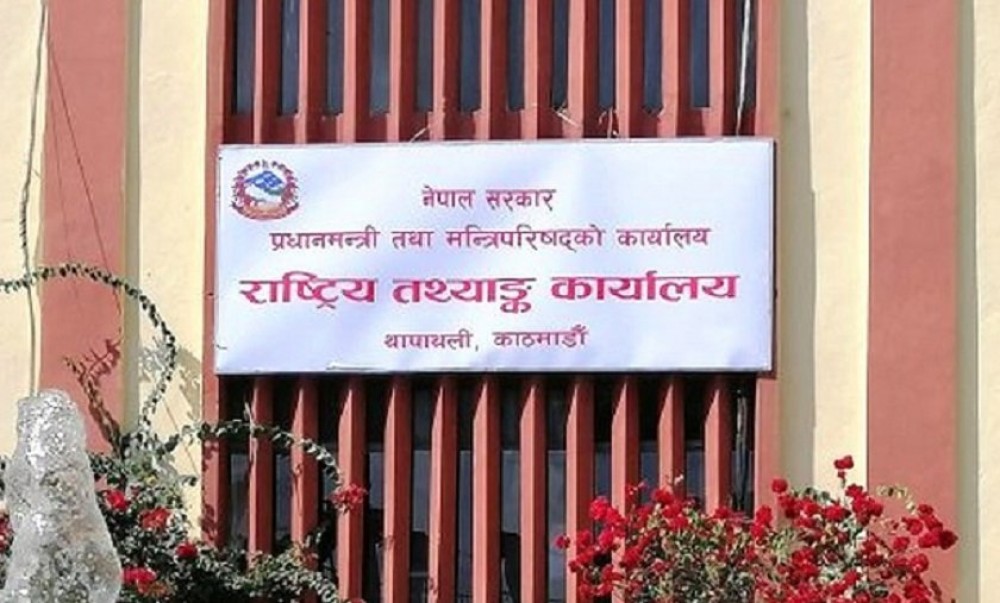 नेपाल सरकार
प्रधानमन्त्री तथा मन्त्रिपरिषद्को कार्यालय
राष्ट्रिय तथ्याङ्क कार्यालय
थापाथली, काठमाडौँ